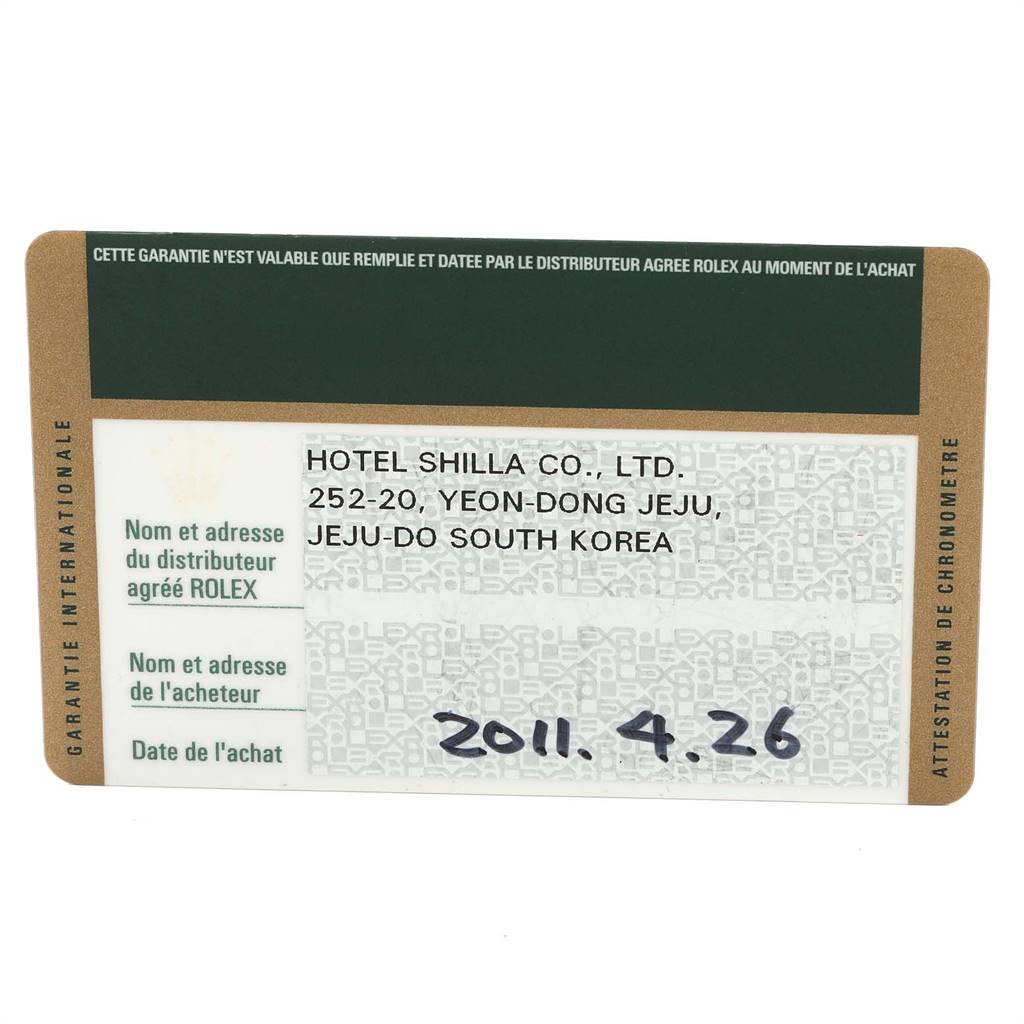 CETTE GARANTIE N'EST VALABLE QUE REMPLIE ET DATEE PAR LE DISTRIBUTEUR AGREE ROLEX AU MOMENT DE L'ACHAT
GARANTIE INTERNATIONALE
HOTEL SHILLA CO., LTD.
252-20, YEON-DONG JEJU,
JEJU-DO SOUTH KOREA
Nom et adresse
du distributeur
agréé ROLEX
Nom et adresse
de l'acheteur
Date de l'achat
2011. 4. 26
ATTESTATION DE CHRONOMETRE